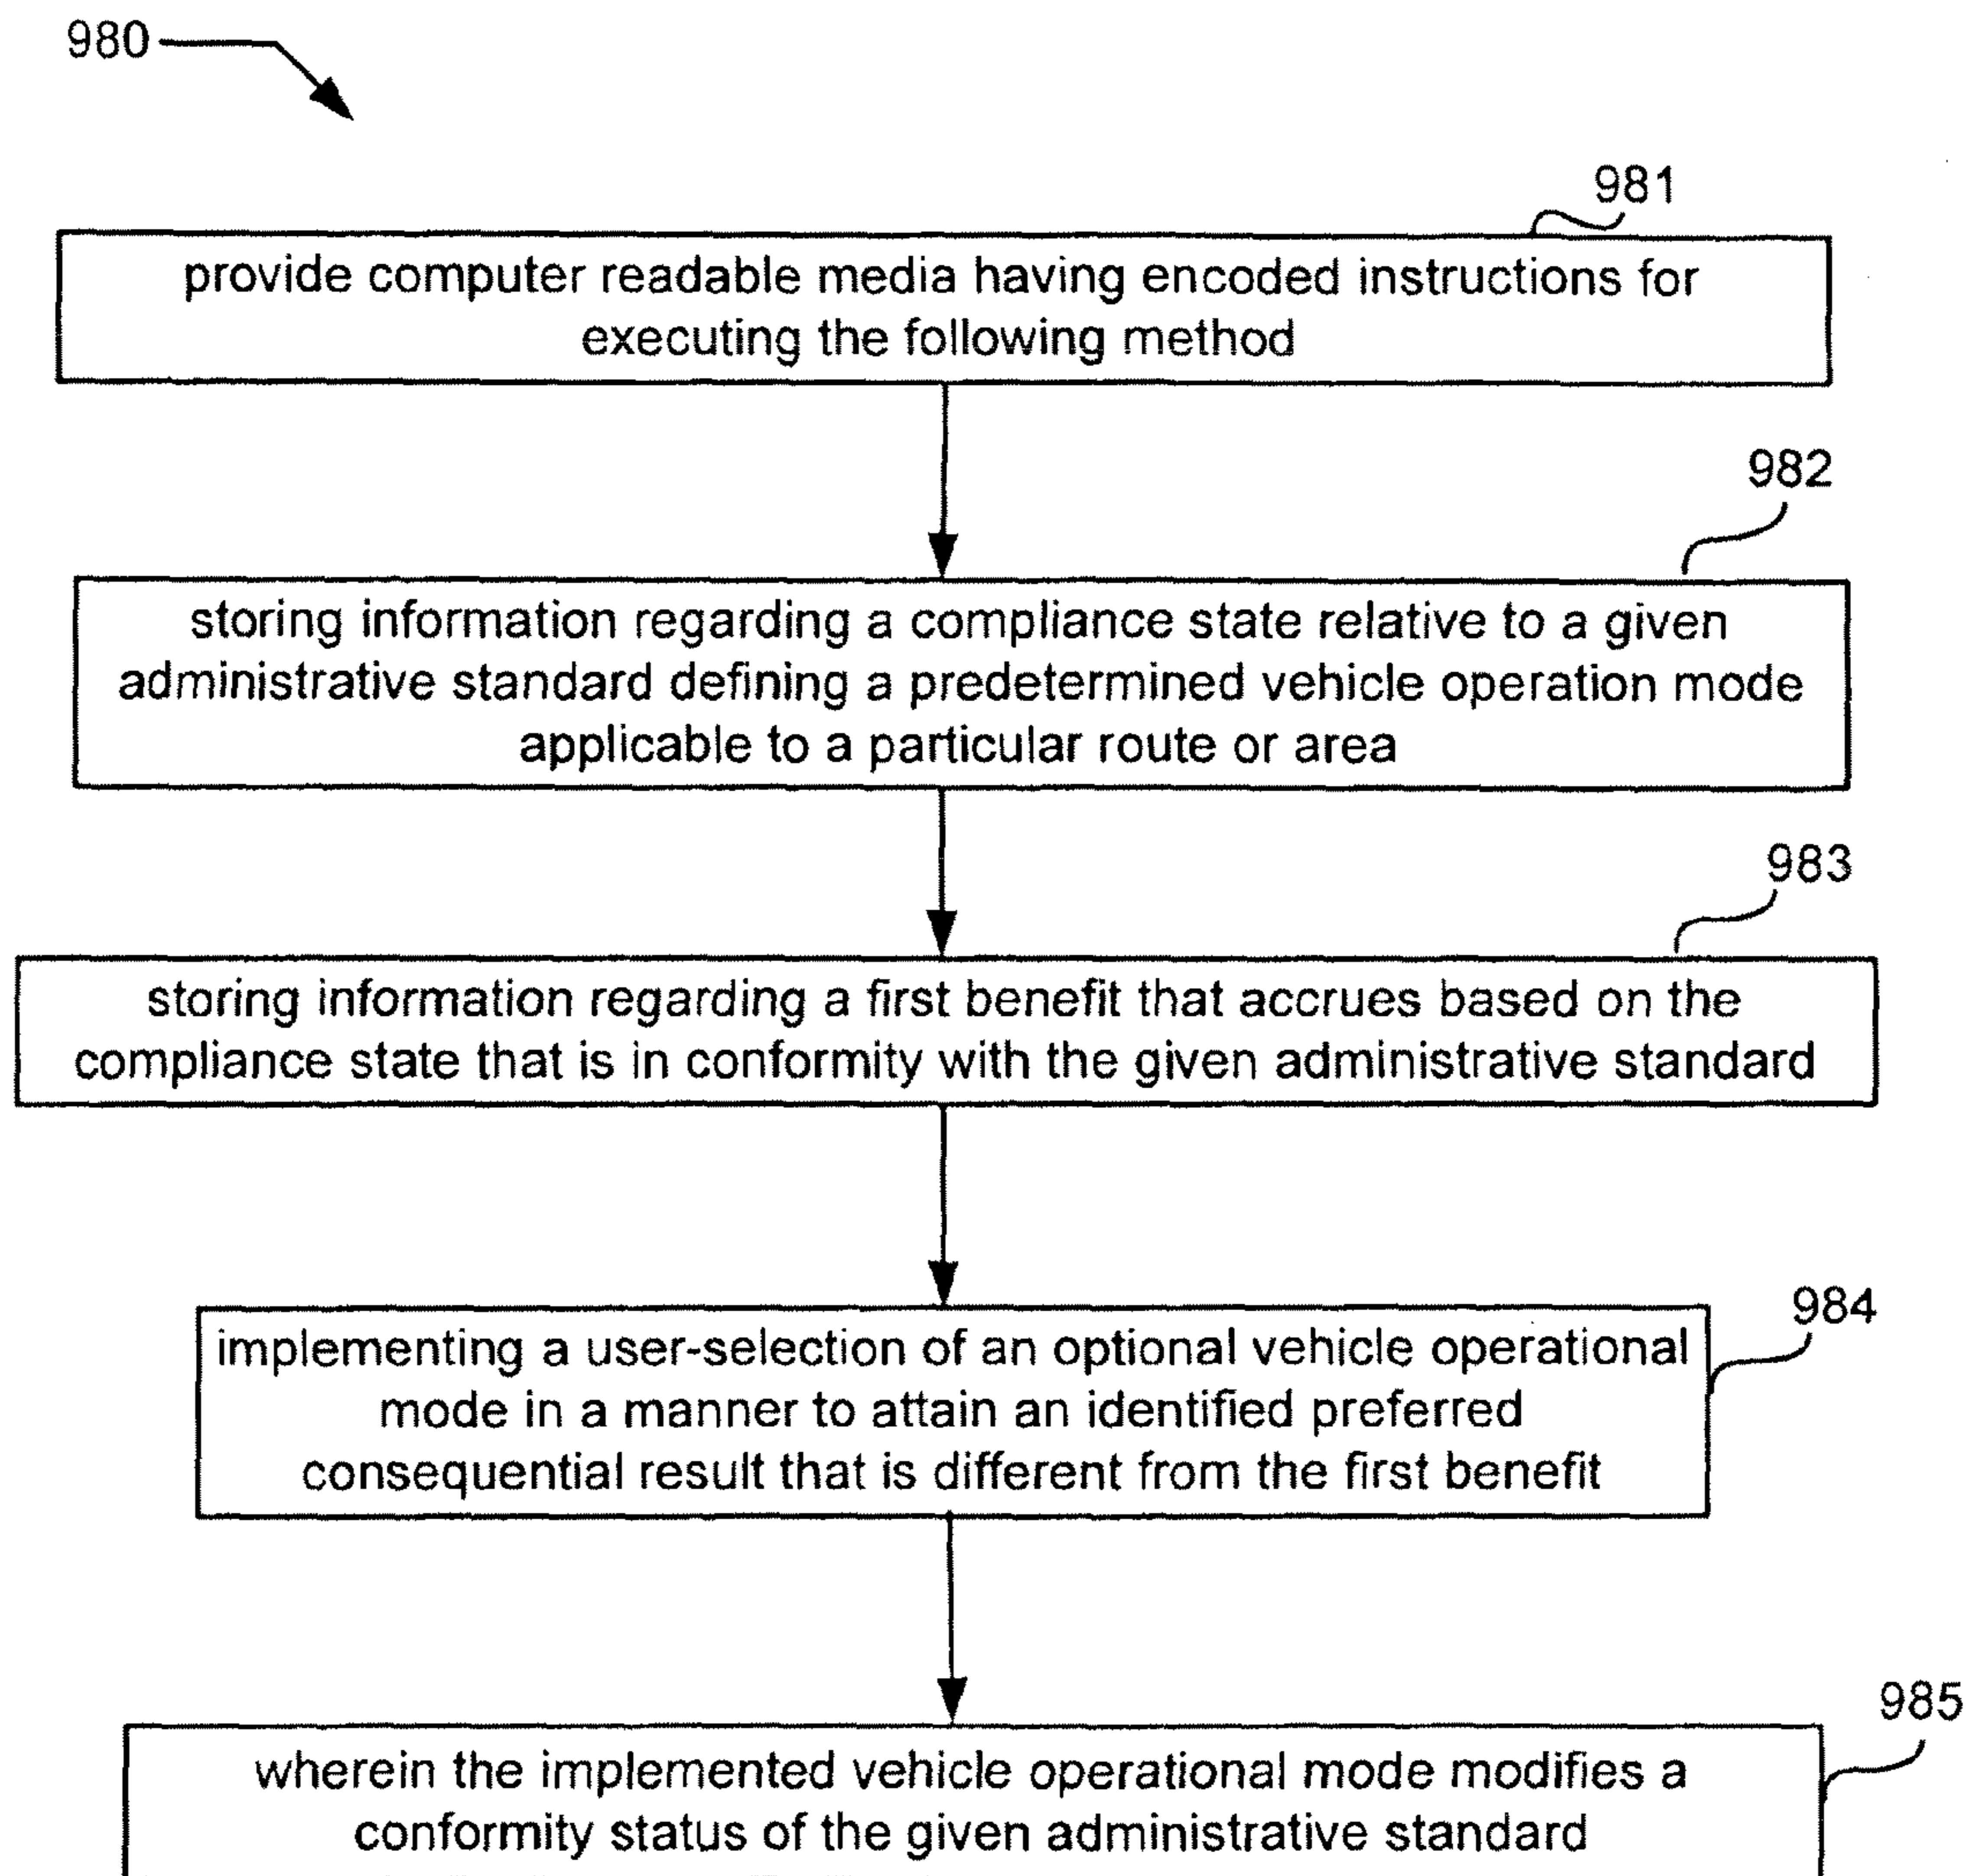 980
981
provide computer readable media having encoded instructions for
executing the following method
982
storing information regarding a compliance state relative to a given
administrative standard defining a predetermined vehicle operation mode
applicable to a particular route or area
983
storing information regarding a first benefit that accrues based on the
compliance state that is in conformity with the given administrative standard
984
implementing a user-selection of an optional vehicle operational
mode in a manner to attain an identified preferred
consequential result that is different from the first benefit
985
wherein the implemented vehicle operational mode modifies a
conformity status of the given administrative standard